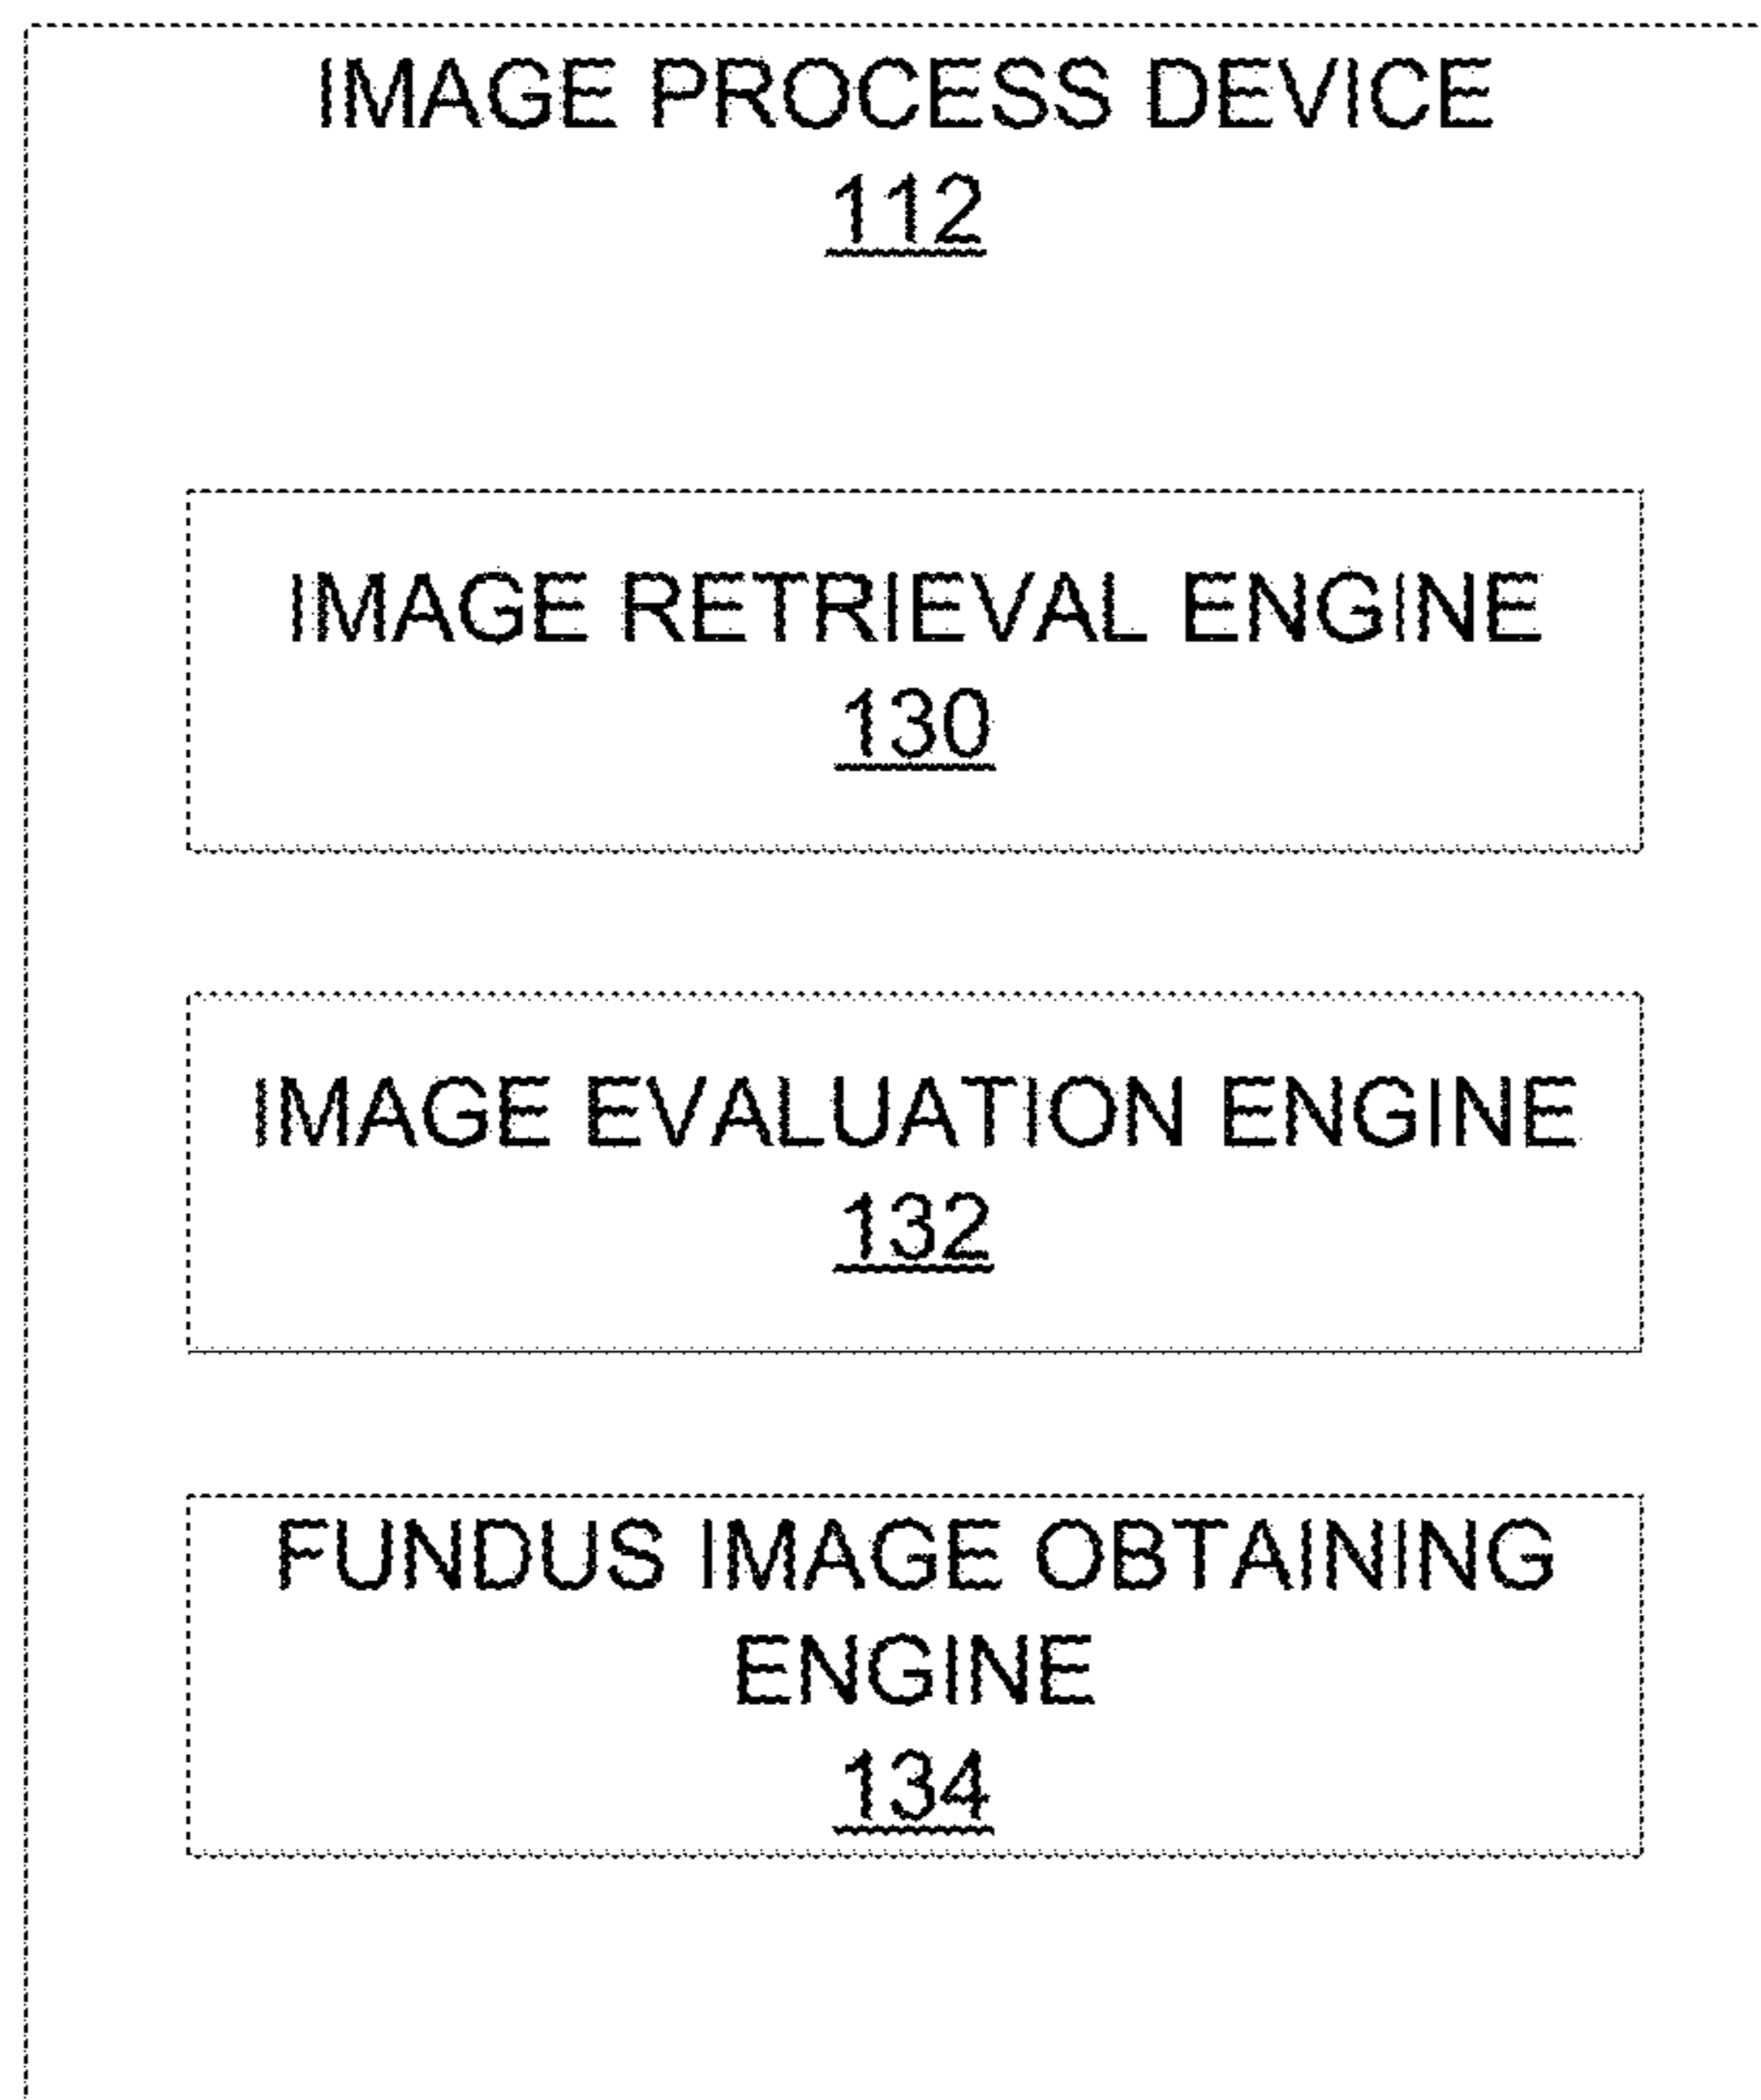 IMAGE PROCESS DEVICE
112
IMAGE RETRIEVAL ENGINE
130
IMAGE EVALUATION ENGINE
132
FUNDUS IMAGE OBTAINING
ENGINE
134